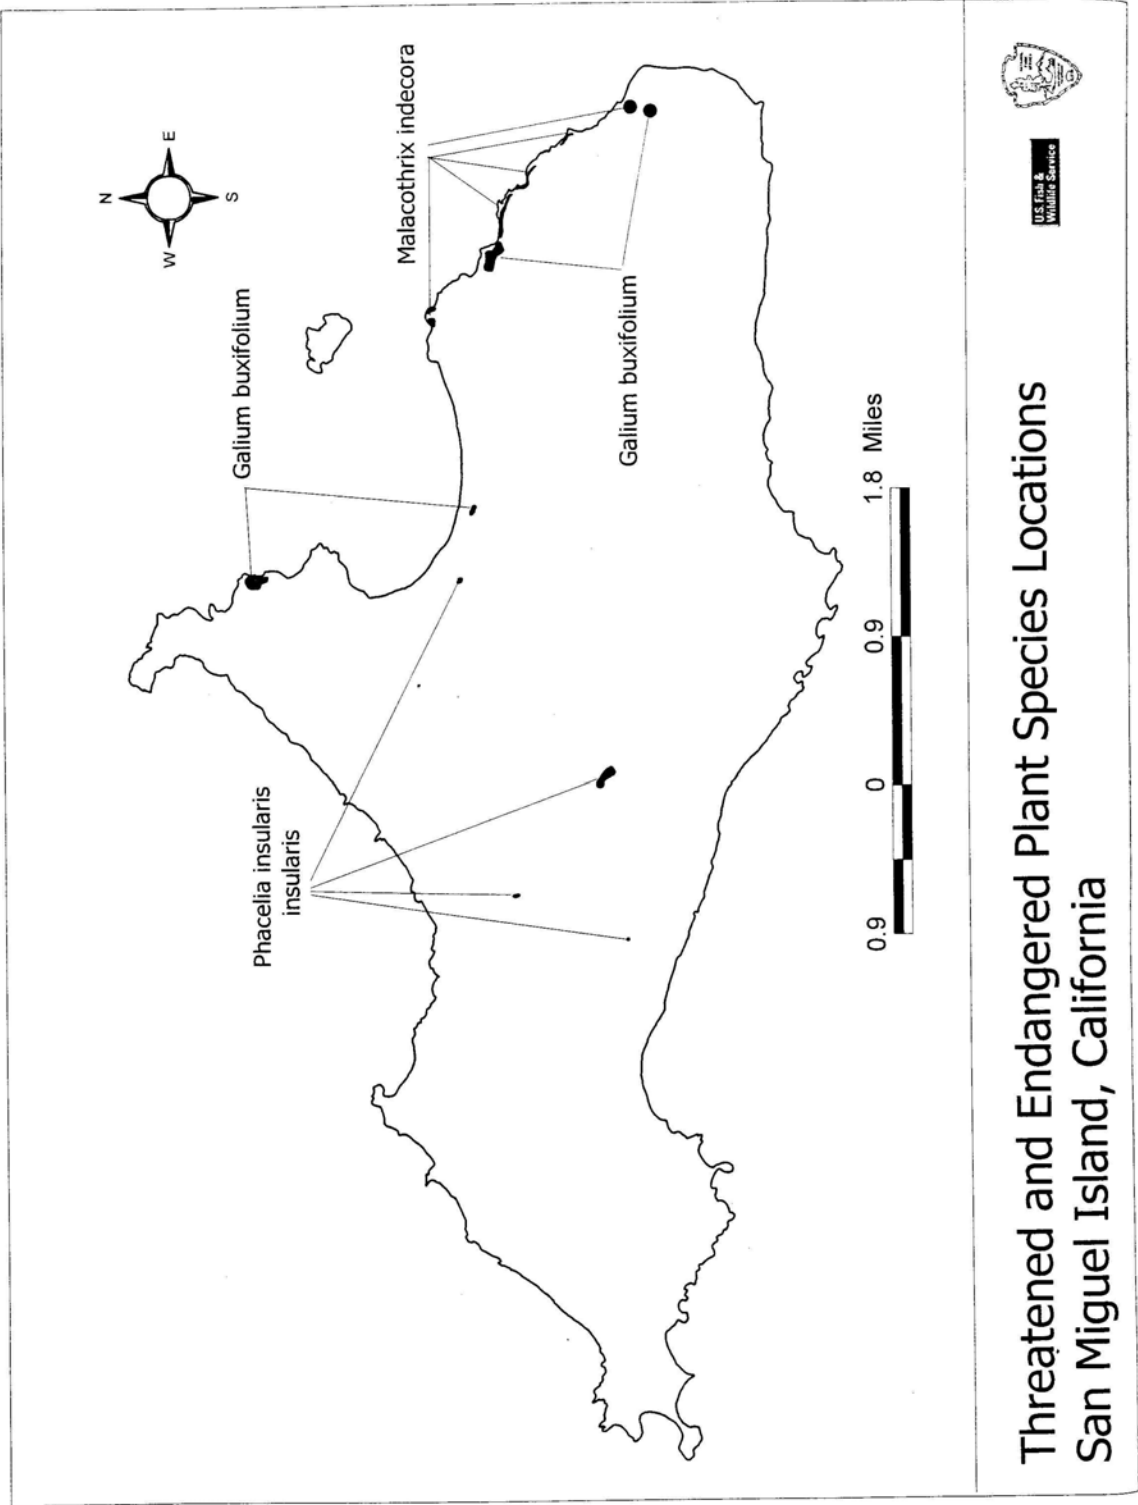 N
W
E
S
Galium buxifolium
Malacothrix indecora
Phacelia insularis
insularis
Galium buxifolium
0.9
0
0.9
1.8 Miles
Threatened and Endangered Plant Species Locations
San Miguel Island, California
U.S. Fish &
Wildlife Service